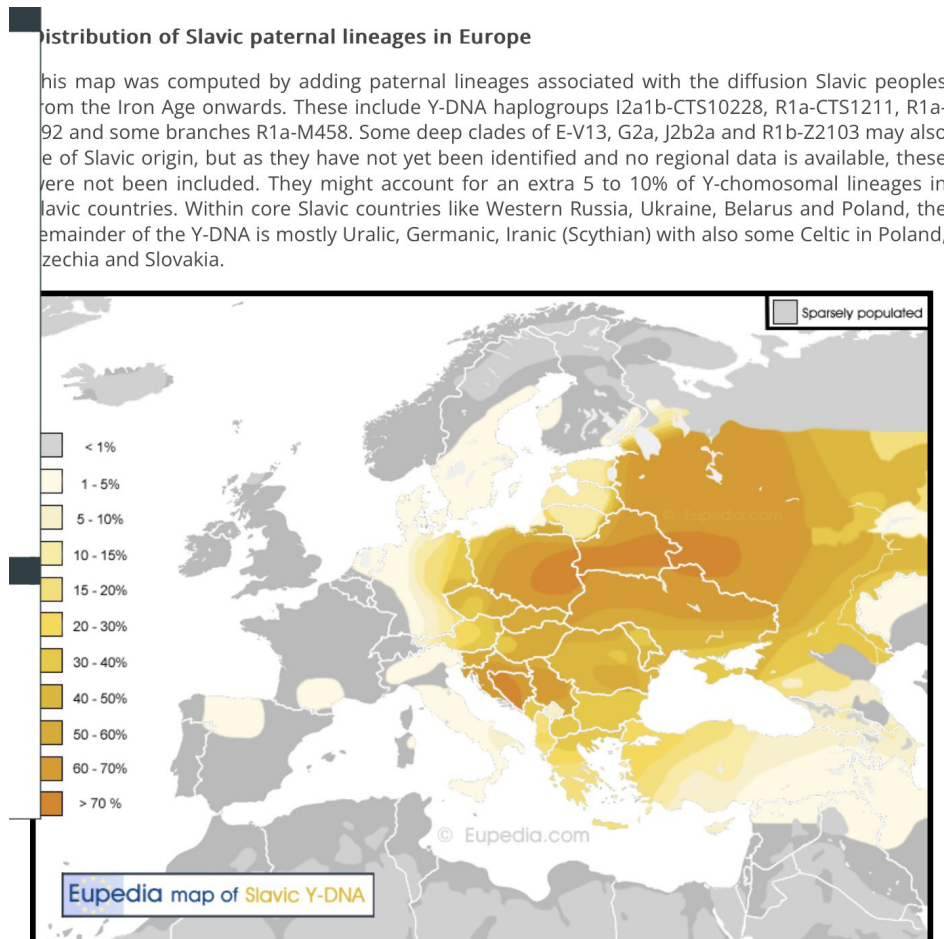 istribution of Slavic paternal lineages in Europe
his map was computed by adding paternal lineages associated with the diffusion Slavic peoples
rom the Iron Age onwards. These include Y-DNA haplogroups I2a1b-CTS10228, R1a-CTS1211, R1a-
92 and some branches R1a-M458. Some deep clades of E-V13, G2a, J2b2a and R1b-Z2103 may also
e of Slavic origin, but as they have not yet been identified and no regional data is available, these
ere not been included. They might account for an extra 5 to 10% of Y-chomosomal lineages in
lavic countries. Within core Slavic countries like Western Russia, Ukraine, Belarus and Poland, the
emainder of the Y-DNA is mostly Uralic, Germanic, Iranic (Scythian) with also some Celtic in Poland,
zechia and Slovakia.
Sparsely populated
< 1%
1 - 5%
5 - 10%
10 - 15%
15 - 20%
20 - 30%
30 - 40%
40 - 50%
50 - 60%
60 - 70%
> 70 %
© Eupedia.com
© Eupedia.com
Eupedia map of Slavic Y-DNA